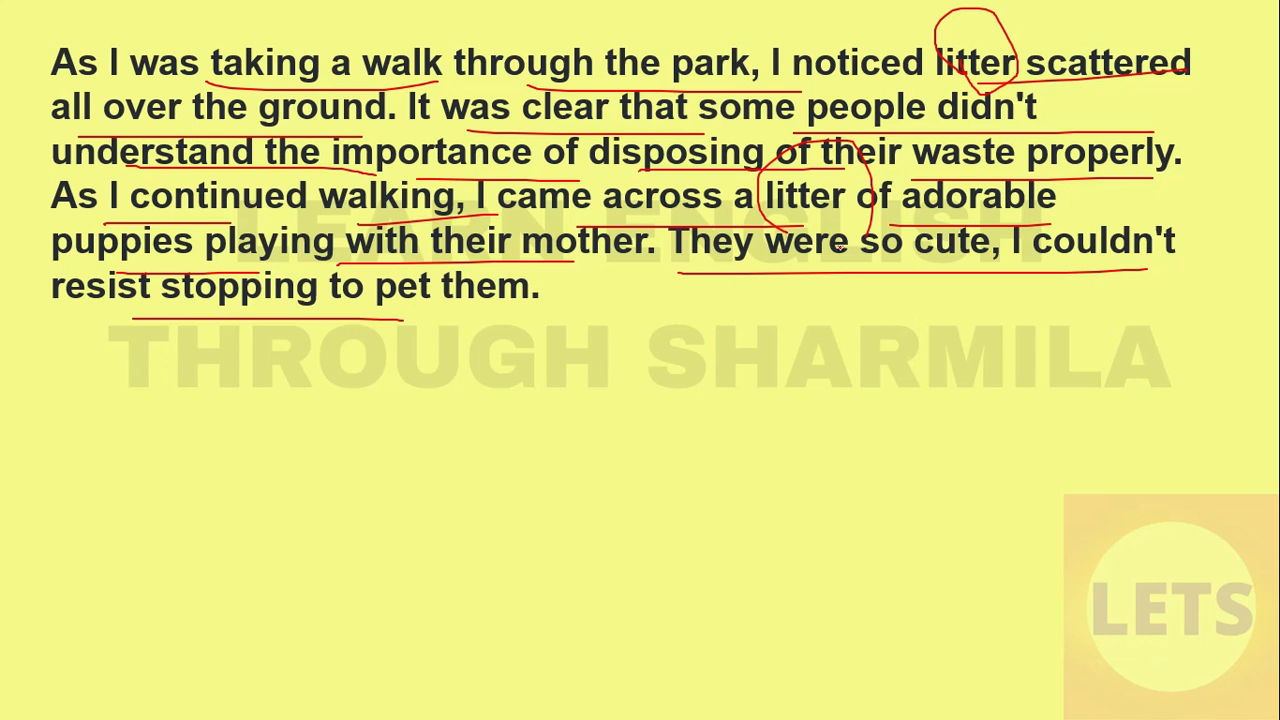 As I was taking a walk through the park, I noticed litter scattered
all over the ground. It was clear that some people didn't
understand the importance of disposing of their waste properly.
As I continued walking, I came across a litter of adorable
puppies playing with their mother. They were so cute, I couldn't
resist stopping to pet them.
LEARN ENGLISH
THROUGH SHARMILA
LETS